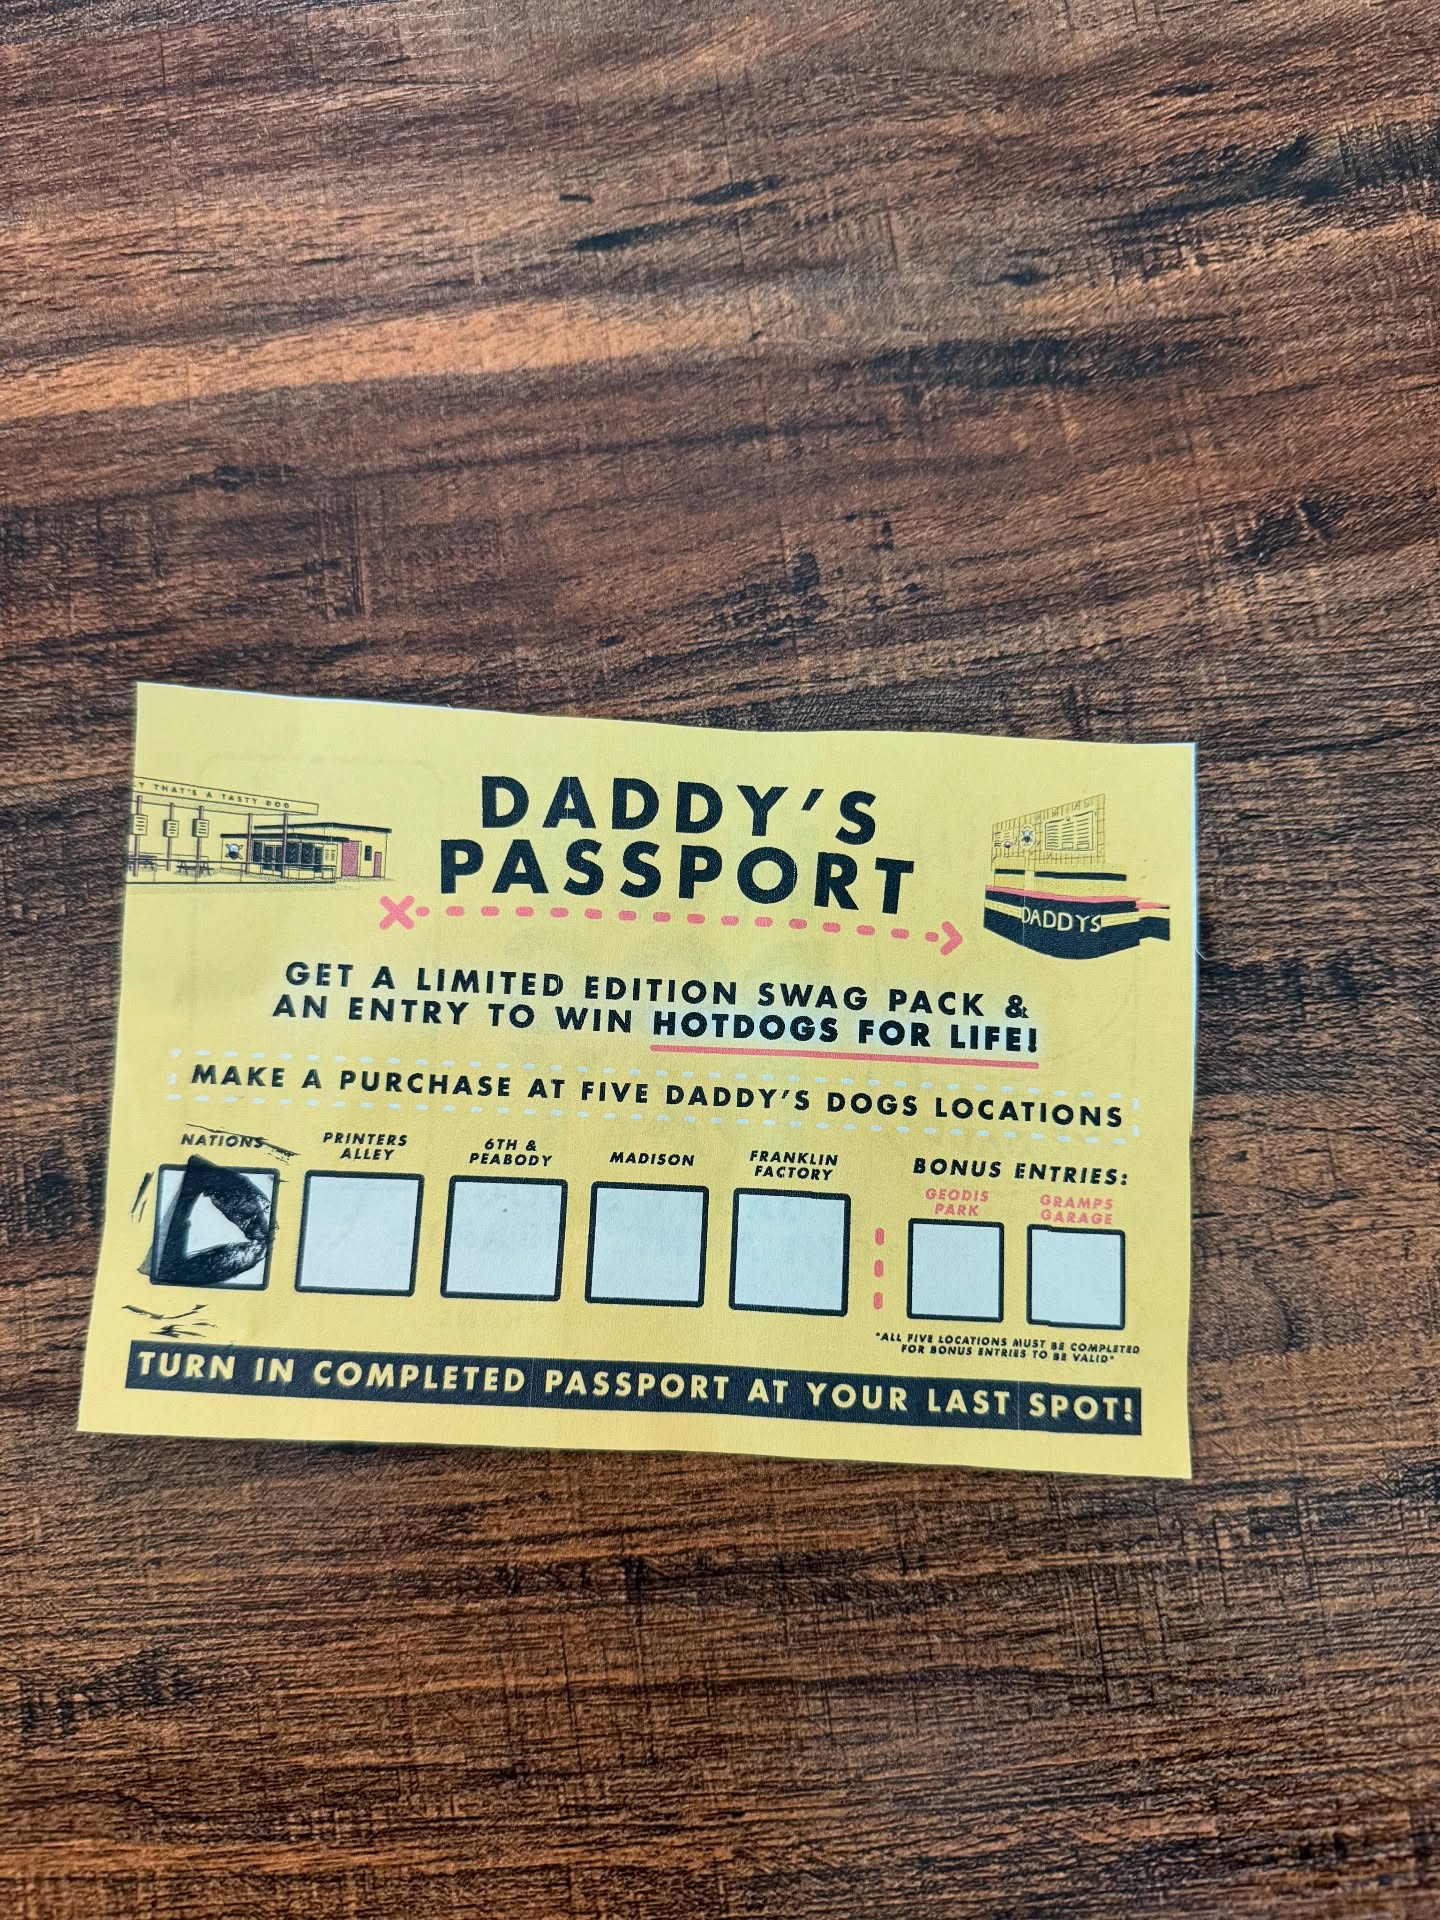 THAT'S A TASTY DOG
DADDY'S
PASSPORT
DADDYS
GET A LIMITED EDITION SWAG PACK &
AN ENTRY TO WIN HOTDOGS FOR LIFE!
MAKE A PURCHASE AT FIVE DADDY'S DOGS LOCATIONS
NATIONS
PRINTERS
ALLEY
6TH &
PEABODY
MADISON
FRANKLIN
FACTORY
BONUS ENTRIES:
GEODIS
PARK
GRAMPS
GARAGE
*ALL FIVE LOCATIONS MUST BE COMPLETED
FOR BONUS ENTRIES TO BE VALID*
TURN IN COMPLETED PASSPORT AT YOUR LAST SPOT!